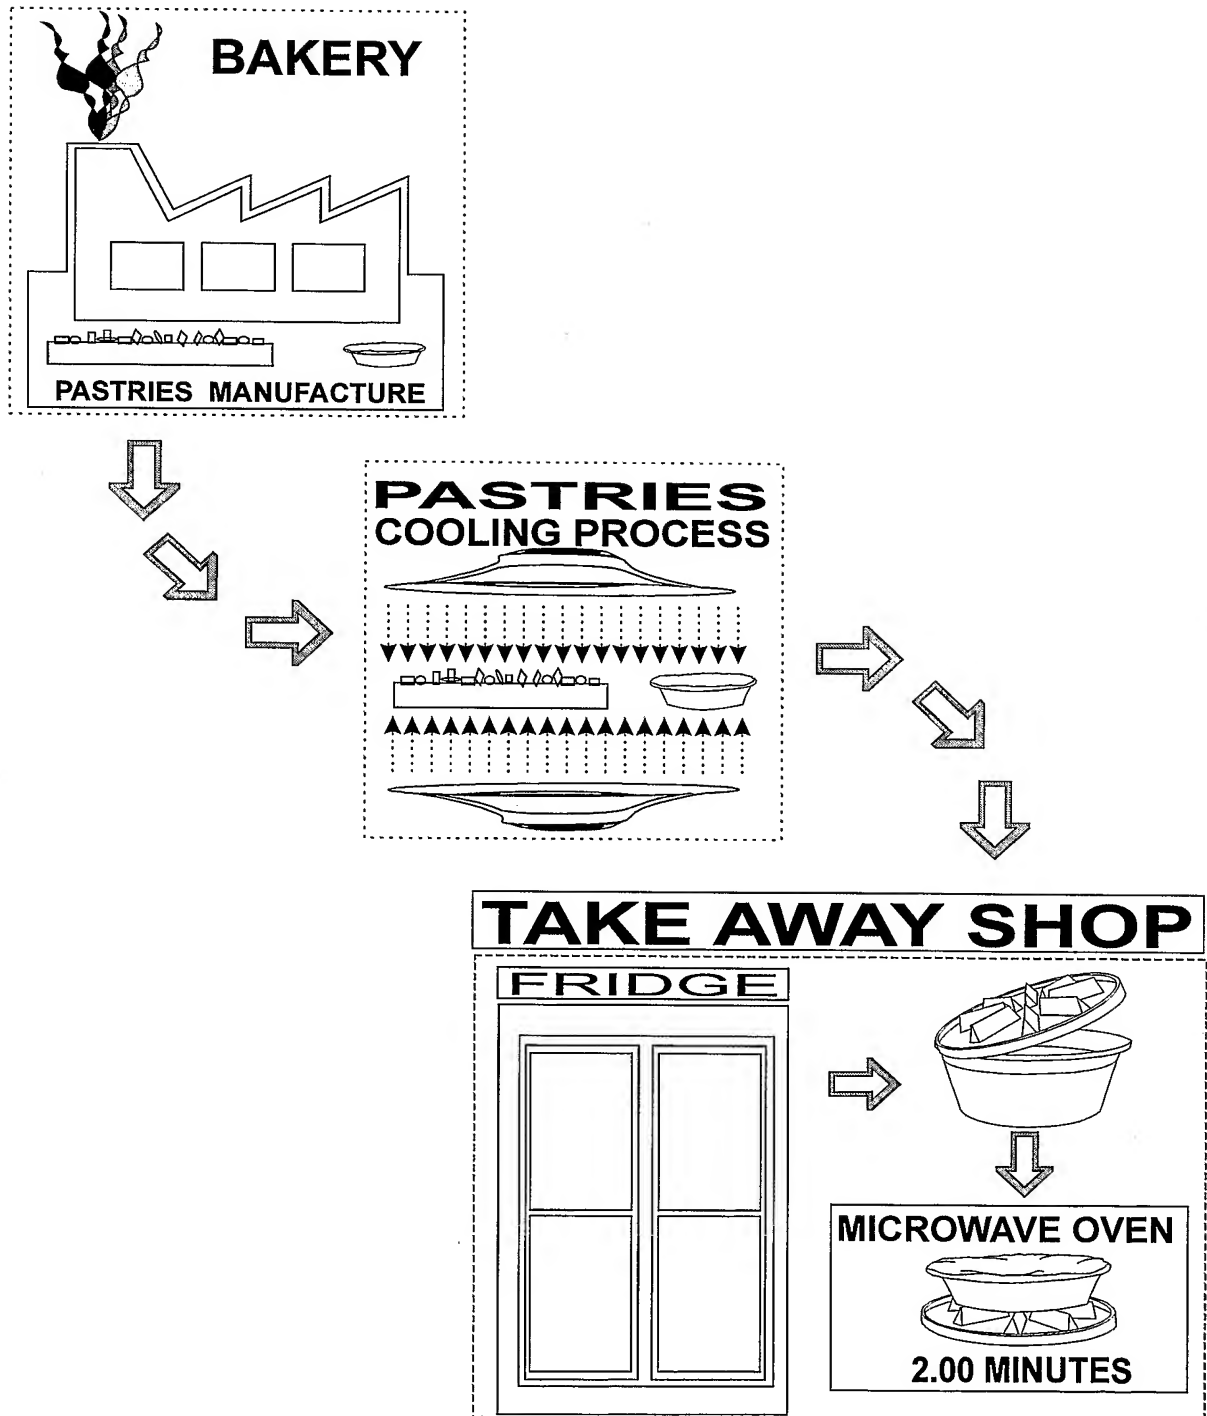 BAKERY
PASTRIES MANUFACTURE
PASTRIES
COOLING PROCESS
TAKE AWAY SHOP
FRIDGE
MICROWAVE OVEN
2.00 MINUTES